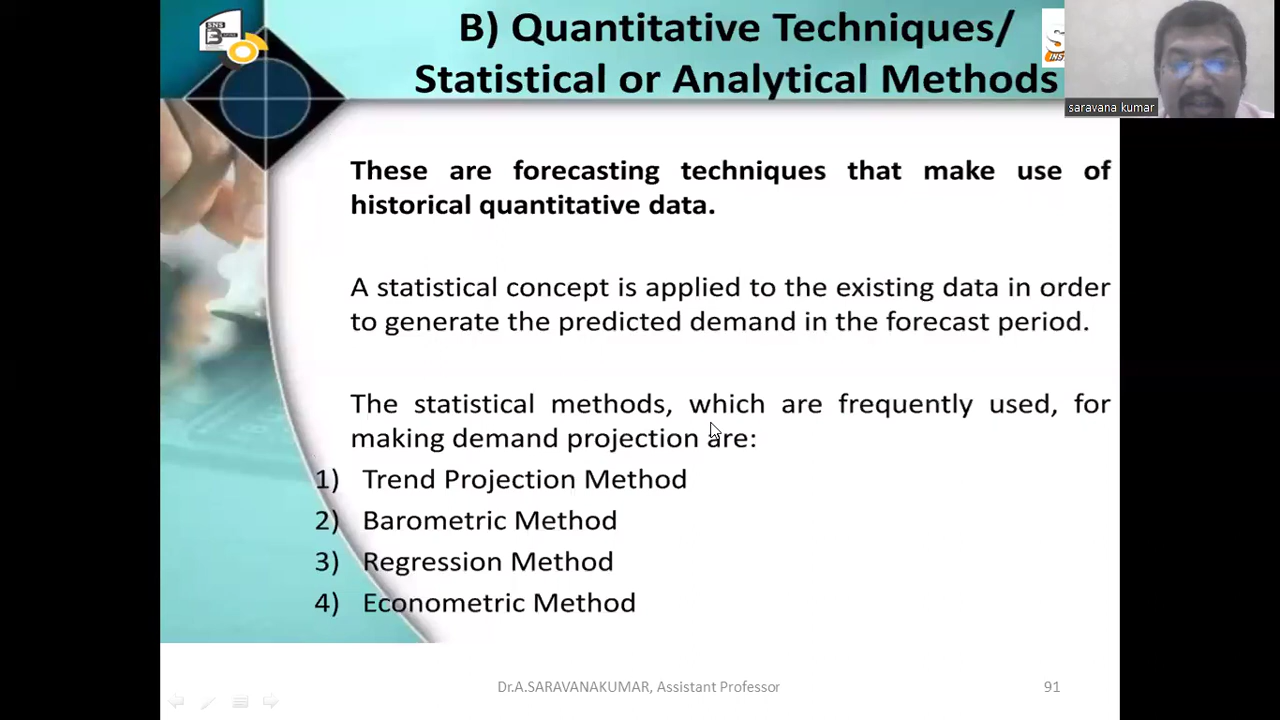 B) Quantitative Techniques/
Statistical or Analytical Methods
SNS
saravana kumar
These are forecasting techniques that make use of
historical quantitative data.
A statistical concept is applied to the existing data in order
to generate the predicted demand in the forecast period.
The statistical methods, which are frequently used, for
making demand projection are:
1) Trend Projection Method
2) Barometric Method
3) Regression Method
4) Econometric Method
Dr.A.SARAVANAKUMAR, Assistant Professor
91